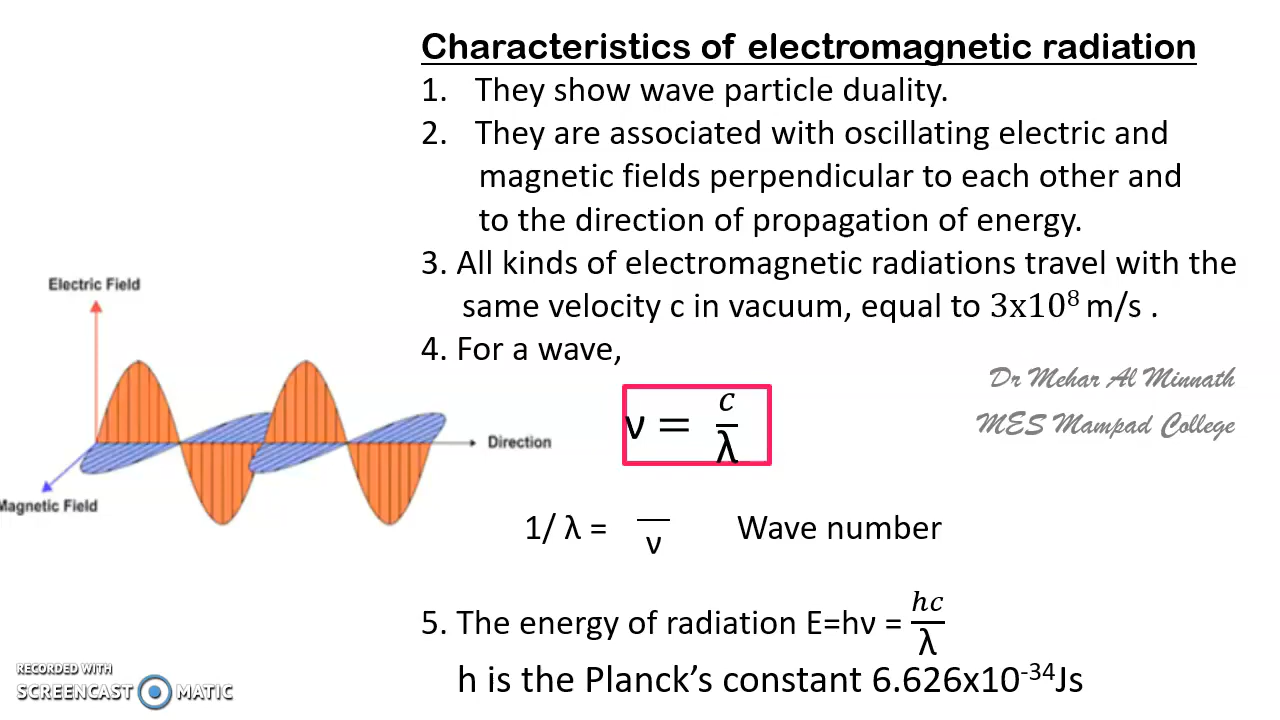 Characteristics of electromagnetic radiation
1. They show wave particle duality.
2. They are associated with oscillating electric and
magnetic fields perpendicular to each other and
to the direction of propagation of energy.
3. All kinds of electromagnetic radiations travel with the
same velocity c in vacuum, equal to 3x10⁸ m/s .
4. For a wave,
ν = c/λ
1/ λ = ν̅ Wave number
5. The energy of radiation E=hν = hc/λ
h is the Planck’s constant 6.626x10⁻³⁴Js
Electric Field
Direction
Magnetic Field
Dr Mehar Al Minnath
MES Mampad College
RECORDED WITH
SCREENCAST MATIC